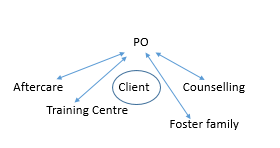 PO
Aftercare
Client
Counselling
Training Centre
Foster family